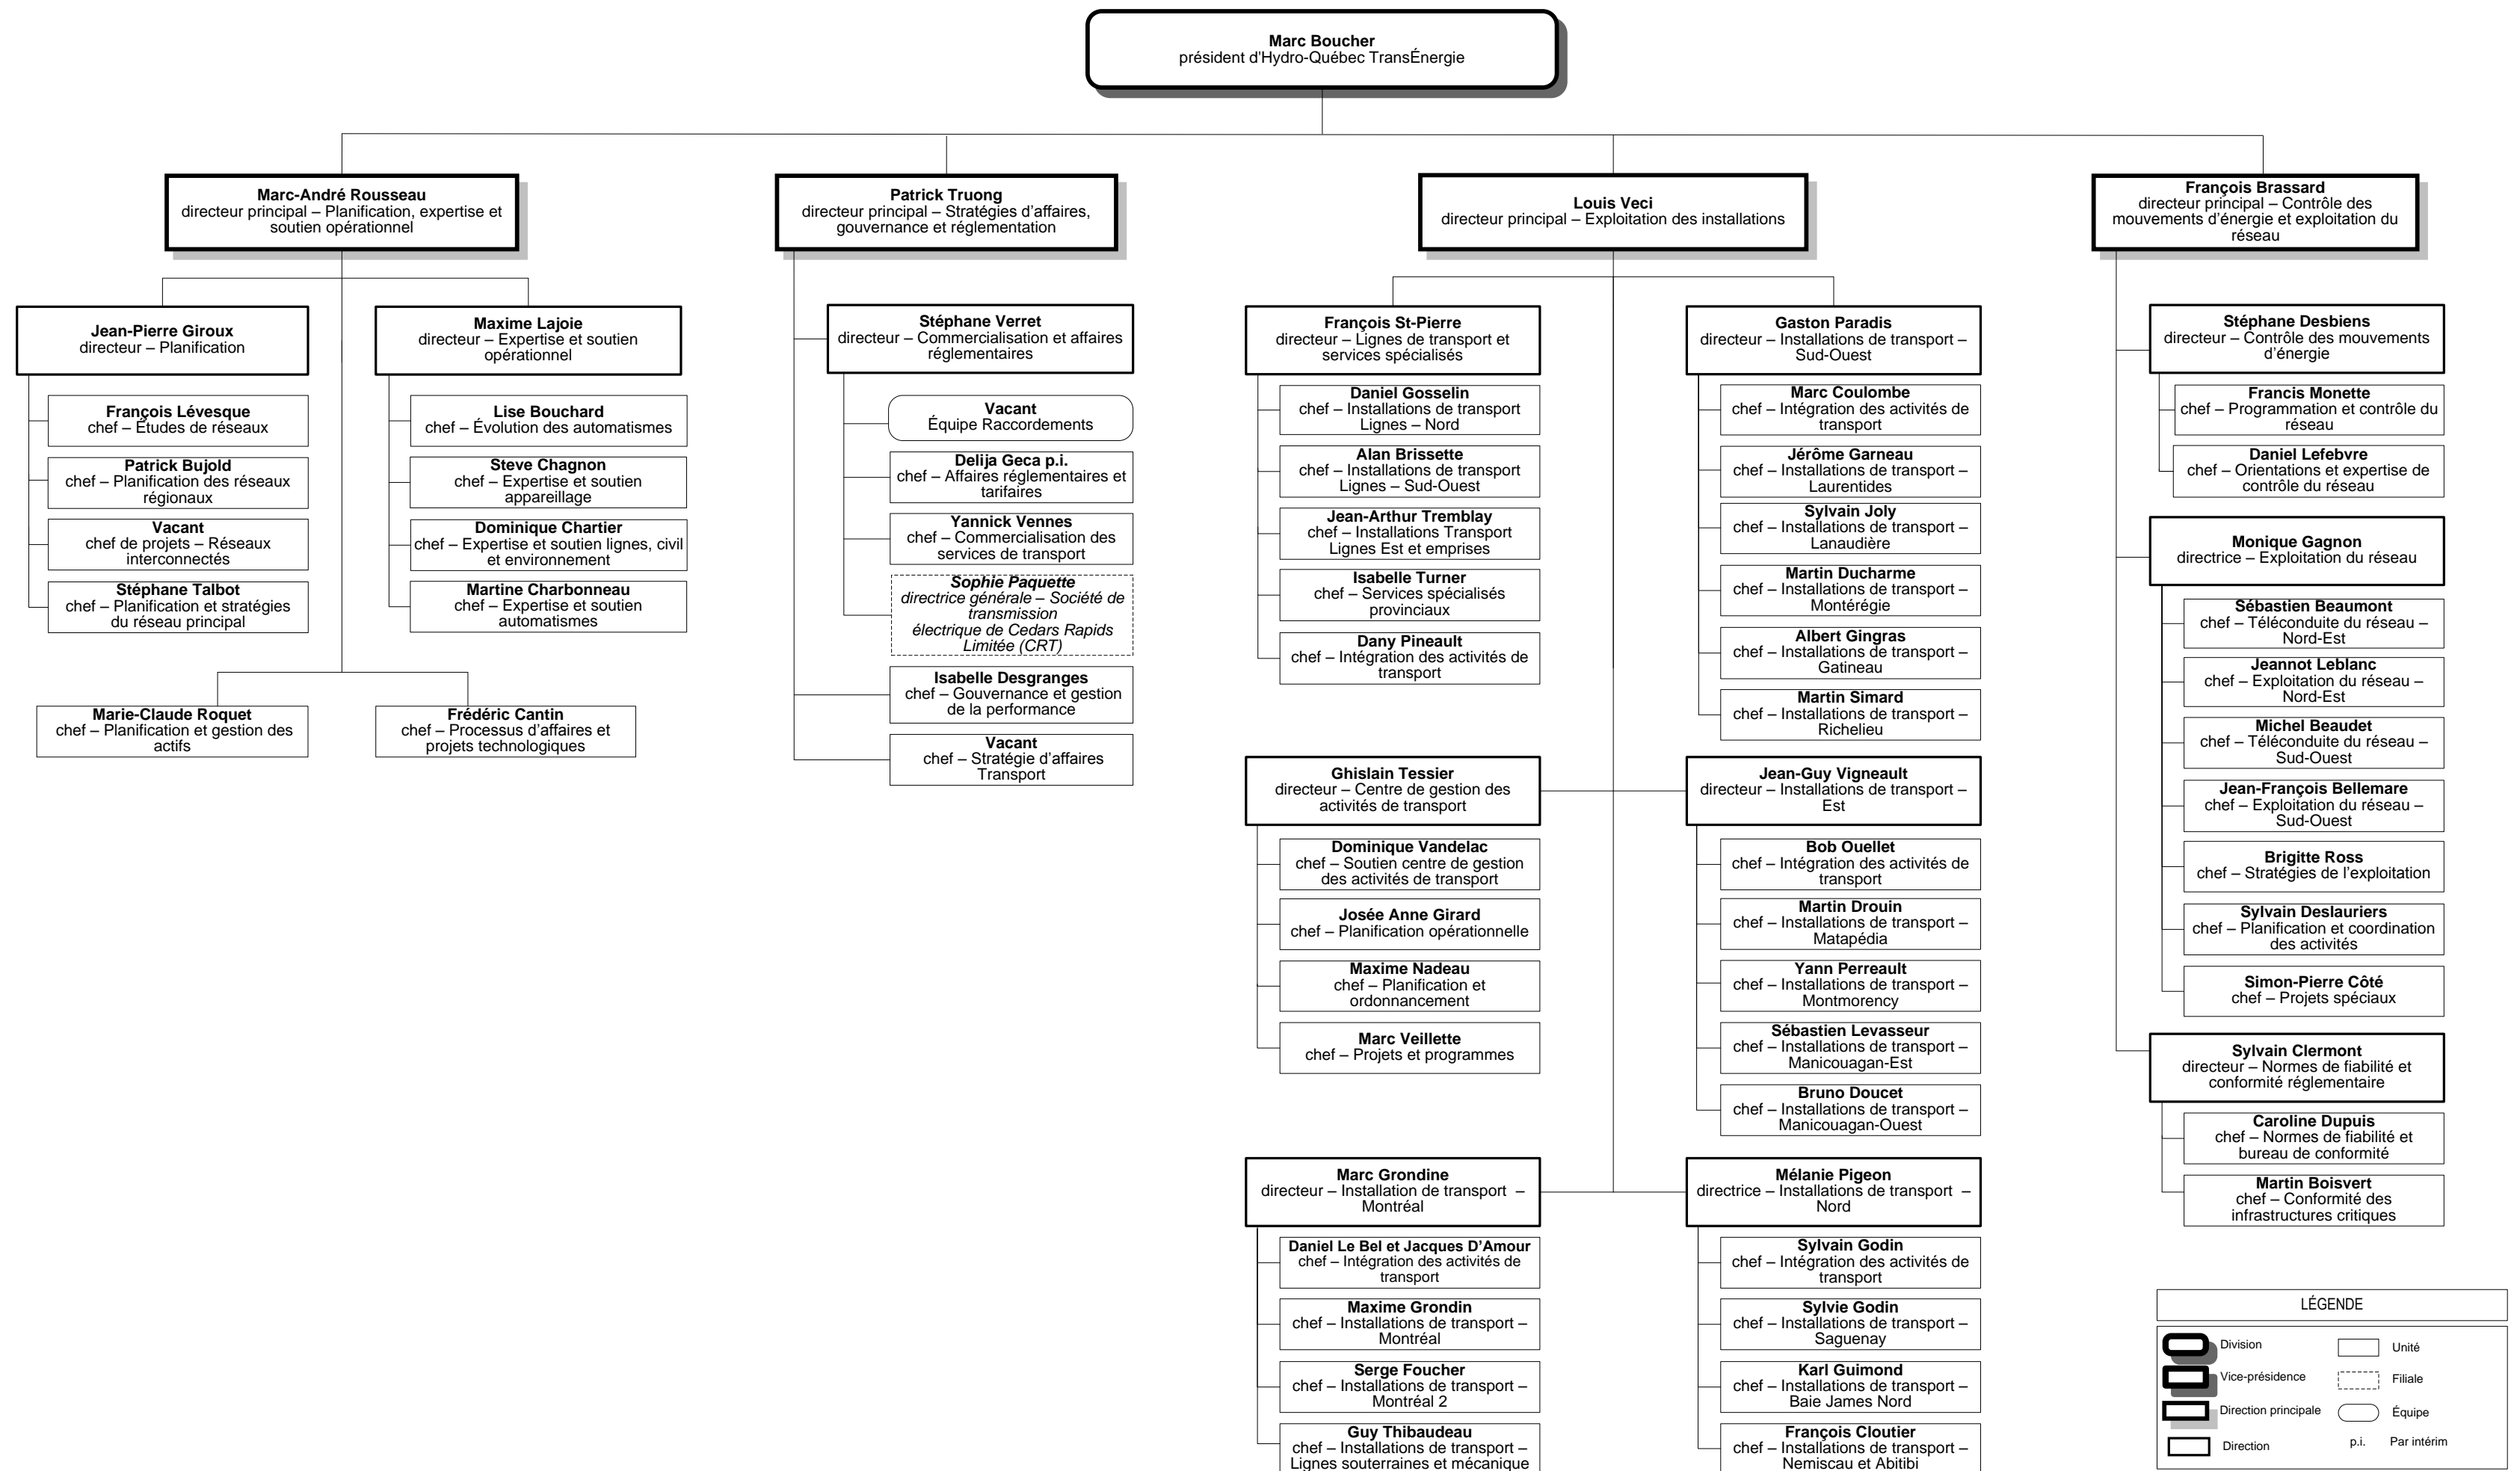 Marc Boucher
président d'Hydro-Québec TransÉnergie
Marc-André Rousseau
directeur principal – Planification, expertise et
soutien opérationnel
Jean-Pierre Giroux
directeur – Planification
François Lévesque
chef – Études de réseaux
Patrick Bujold
chef – Planification des réseaux
régionaux
Vacant
chef de projets – Réseaux
interconnectés
Stéphane Talbot
chef – Planification et stratégies
du réseau principal
Maxime Lajoie
directeur – Expertise et soutien
opérationnel
Lise Bouchard
chef – Évolution des automatismes
Steve Chagnon
chef – Expertise et soutien
appareillage
Dominique Chartier
chef – Expertise et soutien lignes, civil
et environnement
Martine Charbonneau
chef – Expertise et soutien
automatismes
Marie-Claude Roquet
chef – Planification et gestion des
actifs
Frédéric Cantin
chef – Processus d'affaires et
projets technologiques
Patrick Truong
directeur principal – Stratégies d'affaires,
gouvernance et réglementation
Stéphane Verret
directeur – Commercialisation et affaires
réglementaires
Vacant
Équipe Raccordements
Delija Geca p.i.
chef – Affaires réglementaires et
tarifaires
Yannick Vennes
chef – Commercialisation des
services de transport
Sophie Paquette
directrice générale – Société de
transmission
électrique de Cedars Rapids
Limitée (CRT)
Isabelle Desgranges
chef – Gouvernance et gestion
de la performance
Vacant
chef – Stratégie d'affaires
Transport
Louis Veci
directeur principal – Exploitation des installations
François St-Pierre
directeur – Lignes de transport et
services spécialisés
Daniel Gosselin
chef – Installations de transport
Lignes – Nord
Alan Brissette
chef – Installations de transport
Lignes – Sud-Ouest
Jean-Arthur Tremblay
chef – Installations Transport
Lignes Est et emprises
Isabelle Turner
chef – Services spécialisés
provinciaux
Dany Pineault
chef – Intégration des activités de
transport
Gaston Paradis
directeur – Installations de transport –
Sud-Ouest
Marc Coulombe
chef – Intégration des activités de
transport
Jérôme Garneau
chef – Installations de transport –
Laurentides
Sylvain Joly
chef – Installations de transport –
Lanaudière
Martin Ducharme
chef – Installations de transport –
Montérégie
Albert Gingras
chef – Installations de transport –
Gatineau
Martin Simard
chef – Installations de transport –
Richelieu
Ghislain Tessier
directeur – Centre de gestion des
activités de transport
Dominique Vandelac
chef – Soutien centre de gestion
des activités de transport
Josée Anne Girard
chef – Planification opérationnelle
Maxime Nadeau
chef – Planification et
ordonnancement
Marc Veillette
chef – Projets et programmes
Jean-Guy Vigneault
directeur – Installations de transport –
Est
Bob Ouellet
chef – Intégration des activités de
transport
Martin Drouin
chef – Installations de transport –
Matapédia
Yann Perreault
chef – Installations de transport –
Montmorency
Sébastien Levasseur
chef – Installations de transport –
Manicouagan-Est
Bruno Doucet
chef – Installations de transport –
Manicouagan-Ouest
Marc Grondine
directeur – Installation de transport –
Montréal
Daniel Le Bel et Jacques D'Amour
chef – Intégration des activités de
transport
Maxime Grondin
chef – Installations de transport –
Montréal
Serge Foucher
chef – Installations de transport –
Montréal 2
Guy Thibaudeau
chef – Installations de transport –
Lignes souterraines et mécanique
Mélanie Pigeon
directrice – Installations de transport –
Nord
Sylvain Godin
chef – Intégration des activités de
transport
Sylvie Godin
chef – Installations de transport –
Saguenay
Karl Guimond
chef – Installations de transport –
Baie James Nord
François Cloutier
chef – Installations de transport –
Nemiscau et Abitibi
François Brassard
directeur principal – Contrôle des
mouvements d'énergie et exploitation du
réseau
Stéphane Desbiens
directeur – Contrôle des mouvements
d'énergie
Francis Monette
chef – Programmation et contrôle du
réseau
Daniel Lefebvre
chef – Orientations et expertise de
contrôle du réseau
Monique Gagnon
directrice – Exploitation du réseau
Sébastien Beaumont
chef – Téléconduite du réseau –
Nord-Est
Jeannot Leblanc
chef – Exploitation du réseau –
Nord-Est
Michel Beaudet
chef – Téléconduite du réseau –
Sud-Ouest
Jean-François Bellemare
chef – Exploitation du réseau –
Sud-Ouest
Brigitte Ross
chef – Stratégies de l'exploitation
Sylvain Deslauriers
chef – Planification et coordination
des activités
Simon-Pierre Côté
chef – Projets spéciaux
Sylvain Clermont
directeur – Normes de fiabilité et
conformité réglementaire
Caroline Dupuis
chef – Normes de fiabilité et
bureau de conformité
Martin Boisvert
chef – Conformité des
infrastructures critiques
LÉGENDE
Division
Vice-présidence
Direction principale
Direction
Unité
Filiale
Équipe
p.i. Par intérim